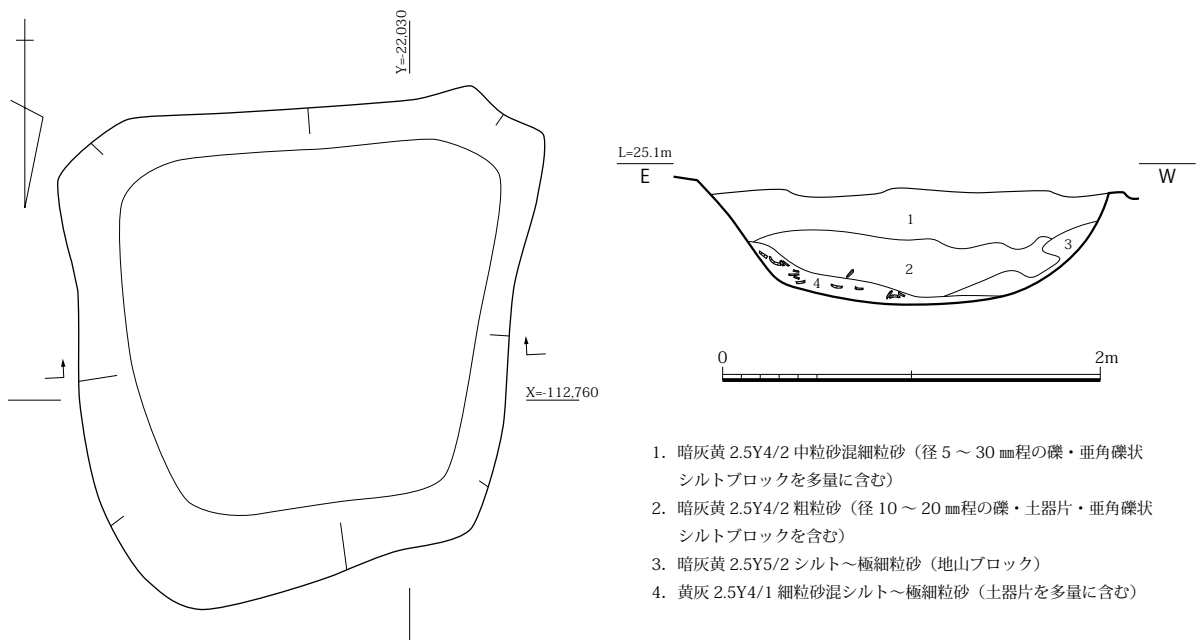 Y=-22,030
X=-112,760
L=25.1m
E
W
1
2
3
4
0
2m
1. 暗灰黄 2.5Y4/2 中粒砂混細粒砂（径 5 ～ 30 ㎜程の礫・亜角礫状
シルトブロックを多量に含む）
2. 暗灰黄 2.5Y4/2 粗粒砂（径 10 ～ 20 ㎜程の礫・土器片・亜角礫状
シルトブロックを含む）
3. 暗灰黄 2.5Y5/2 シルト～極細粒砂（地山ブロック）
4. 黄灰 2.5Y4/1 細粒砂混シルト～極細粒砂（土器片を多量に含む）